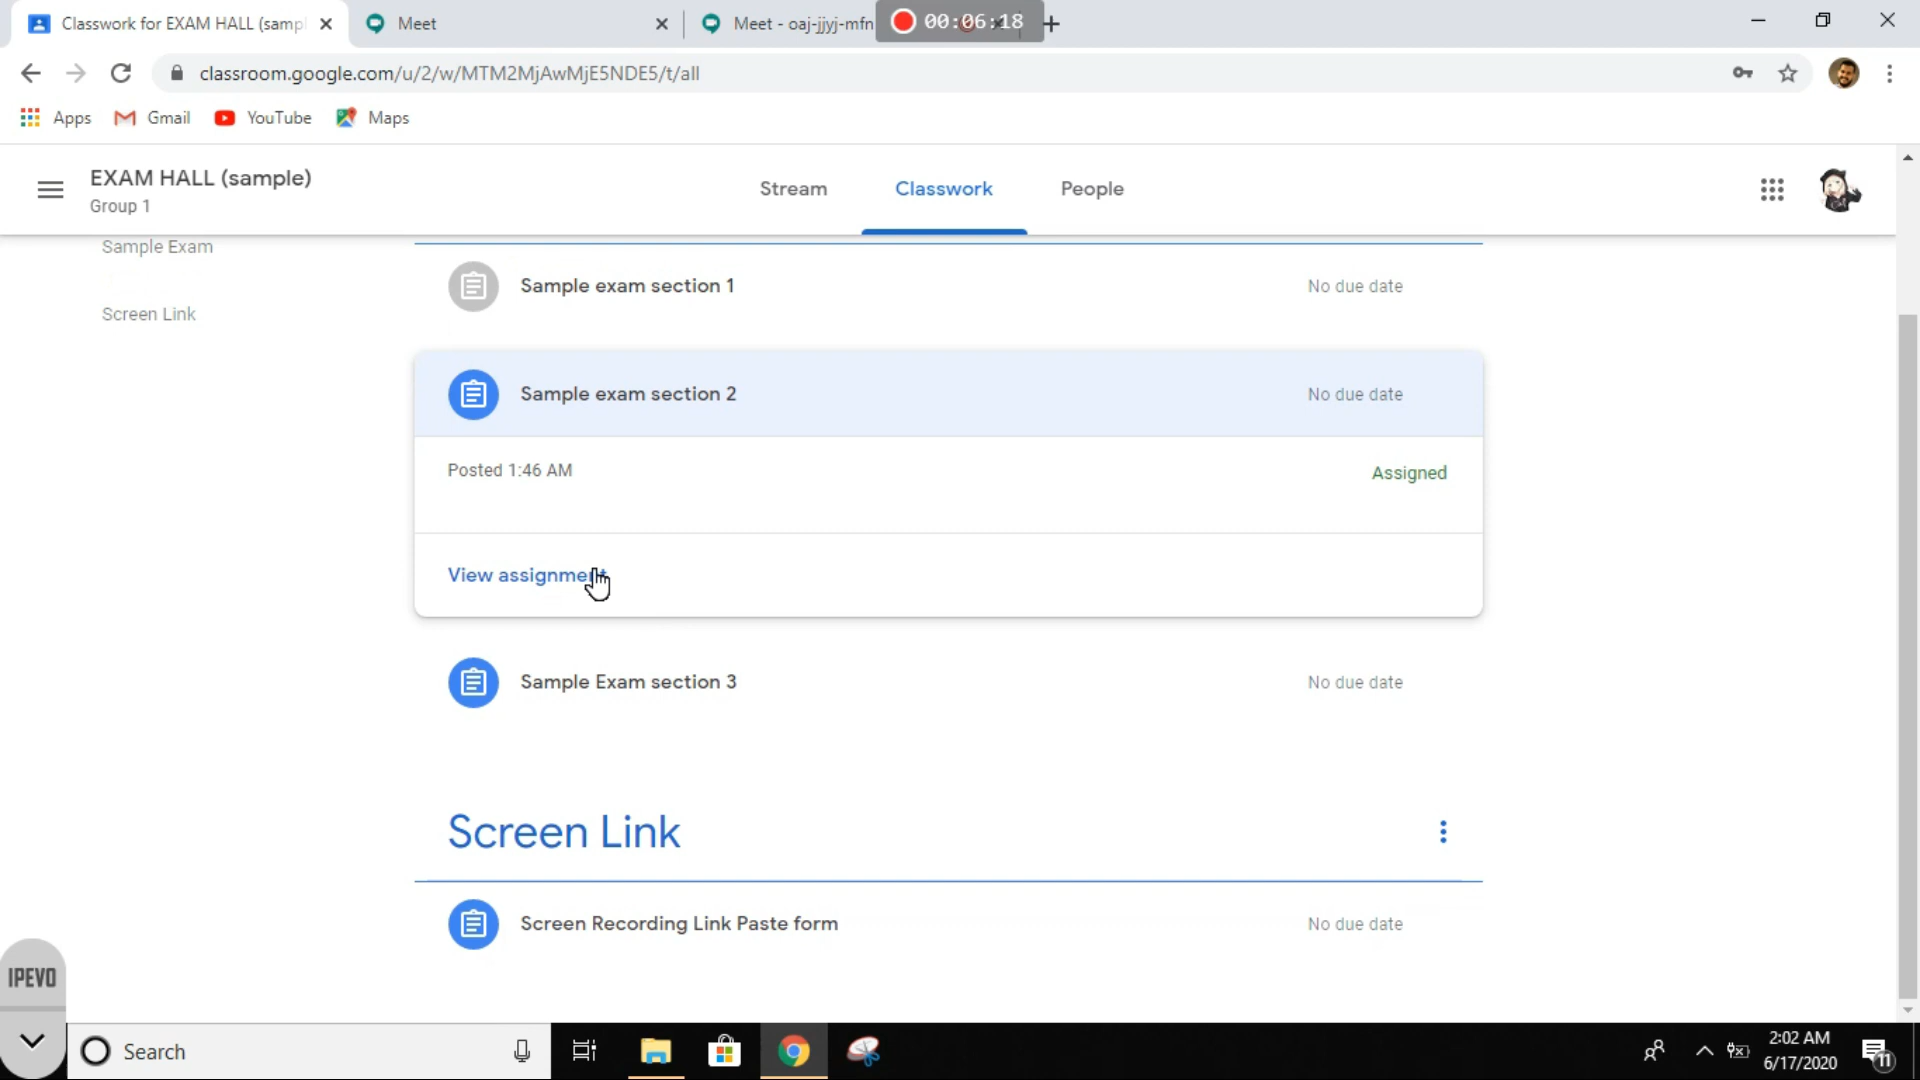 Classwork for EXAM HALL (sampl
Meet
Meet - oaj-jjyj-mfn
00:06:18
classroom.google.com/u/2/w/MTM2MjAwMjE5NDE5/t/all
Apps
Gmail
YouTube
Maps
EXAM HALL (sample)
Group 1
Stream
Classwork
People
Sample Exam
Screen Link
Sample exam section 1
No due date
Sample exam section 2
No due date
Posted 1:46 AM
Assigned
View assignment
Sample Exam section 3
No due date
Screen Link
Screen Recording Link Paste form
No due date
IPEVO
Search
2:02 AM
6/17/2020
11